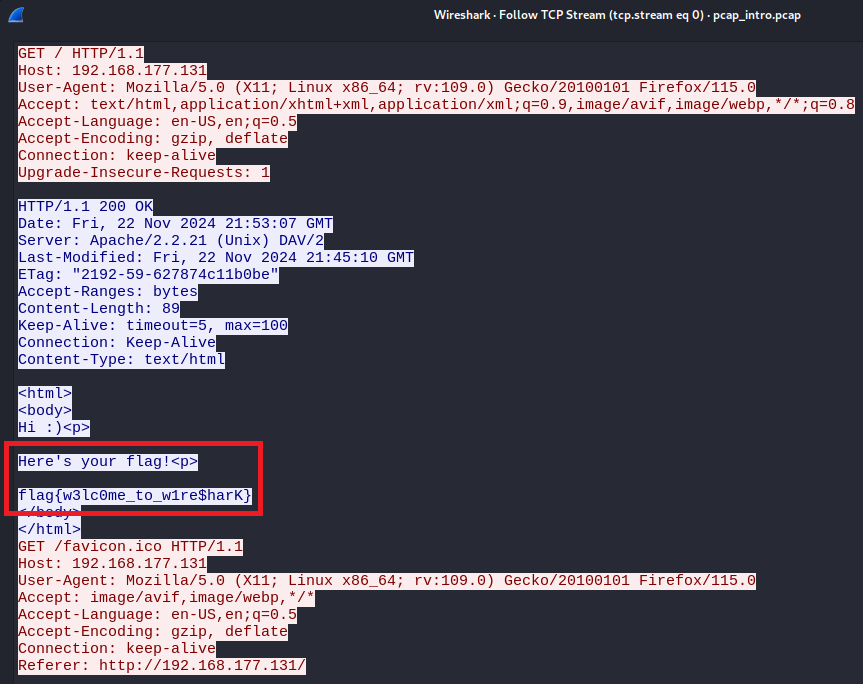 Wireshark · Follow TCP Stream (tcp.stream eq 0) · pcap_intro.pcap
GET / HTTP/1.1
Host: 192.168.177.131
User-Agent: Mozilla/5.0 (X11; Linux x86_64; rv:109.0) Gecko/20100101 Firefox/115.0
Accept: text/html,application/xhtml+xml,application/xml;q=0.9,image/avif,image/webp,*/*;q=0.8
Accept-Language: en-US,en;q=0.5
Accept-Encoding: gzip, deflate
Connection: keep-alive
Upgrade-Insecure-Requests: 1
HTTP/1.1 200 OK
Date: Fri, 22 Nov 2024 21:53:07 GMT
Server: Apache/2.2.21 (Unix) DAV/2
Last-Modified: Fri, 22 Nov 2024 21:45:10 GMT
ETag: "2192-59-627874c11b0be"
Accept-Ranges: bytes
Content-Length: 89
Keep-Alive: timeout=5, max=100
Connection: Keep-Alive
Content-Type: text/html
<html>
<body>
Hi :)<p>
Here's your flag!<p>
flag{w3lc0me_to_w1re$harK}
</body>
</html>
GET /favicon.ico HTTP/1.1
Host: 192.168.177.131
User-Agent: Mozilla/5.0 (X11; Linux x86_64; rv:109.0) Gecko/20100101 Firefox/115.0
Accept: image/avif,image/webp,*/*
Accept-Language: en-US,en;q=0.5
Accept-Encoding: gzip, deflate
Connection: keep-alive
Referer: http://192.168.177.131/